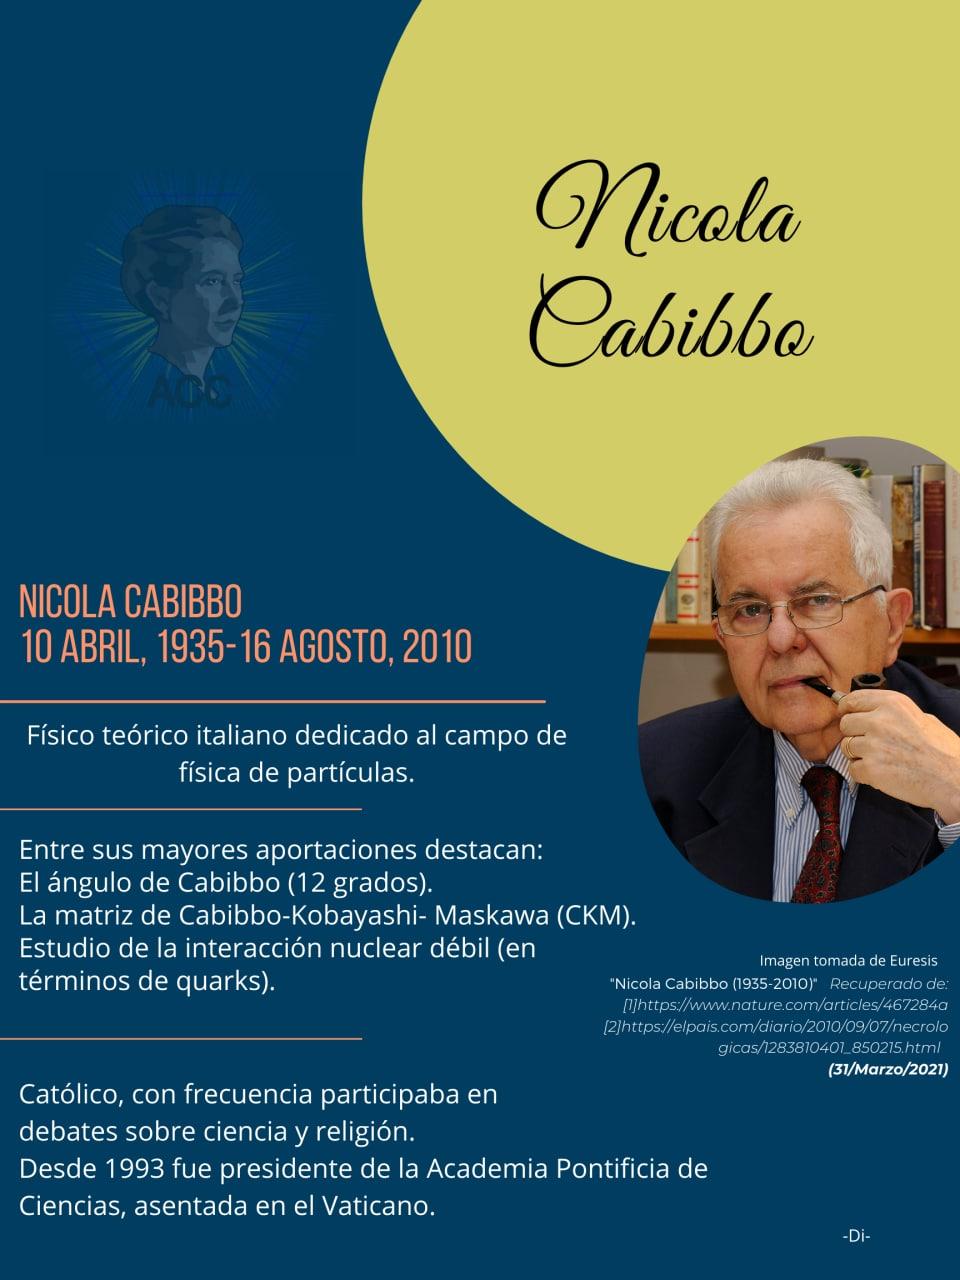 Nicola
Cabibbo
ACC
NICOLA CABIBBO
10 ABRIL, 1935-16 AGOSTO, 2010
Físico teórico italiano dedicado al campo de
física de partículas.
Entre sus mayores aportaciones destacan:
El ángulo de Cabibbo (12 grados).
La matriz de Cabibbo-Kobayashi- Maskawa (CKM).
Estudio de la interacción nuclear débil (en
términos de quarks).
Imagen tomada de Euresis
"Nicola Cabibbo (1935-2010)" Recuperado de:
[1]https://www.nature.com/articles/467284a
[2]https://elpais.com/diario/2010/09/07/necrolo
gicas/1283810401_850215.html
(31/Marzo/2021)
Católico, con frecuencia participaba en
debates sobre ciencia y religión.
Desde 1993 fue presidente de la Academia Pontificia de
Ciencias, asentada en el Vaticano.
-Di-